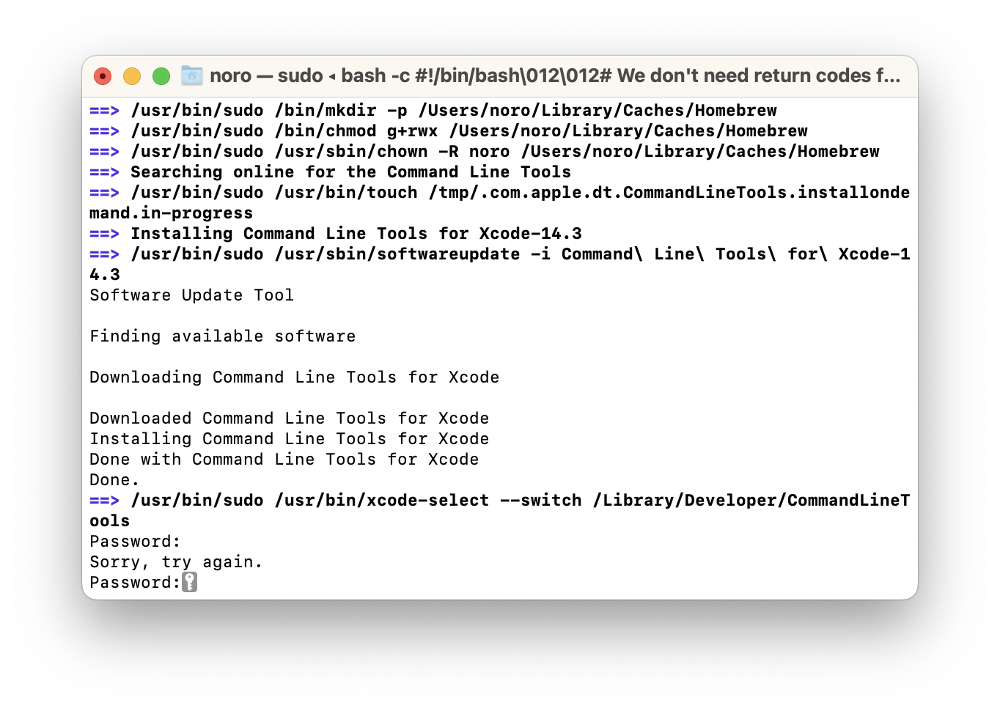 noro — sudo ◂ bash -c #!/bin/bash\012\012# We don't need return codes f...
==> /usr/bin/sudo /bin/mkdir -p /Users/noro/Library/Caches/Homebrew
==> /usr/bin/sudo /bin/chmod g+rwx /Users/noro/Library/Caches/Homebrew
==> /usr/bin/sudo /usr/sbin/chown -R noro /Users/noro/Library/Caches/Homebrew
==> Searching online for the Command Line Tools
==> /usr/bin/sudo /usr/bin/touch /tmp/.com.apple.dt.CommandLineTools.installonde
mand.in-progress
==> Installing Command Line Tools for Xcode-14.3
==> /usr/bin/sudo /usr/sbin/softwareupdate -i Command\ Line\ Tools\ for\ Xcode-1
4.3
Software Update Tool
Finding available software
Downloading Command Line Tools for Xcode
Downloaded Command Line Tools for Xcode
Installing Command Line Tools for Xcode
Done with Command Line Tools for Xcode
Done.
==> /usr/bin/sudo /usr/bin/xcode-select --switch /Library/Developer/CommandLineT
ools
Password:
Sorry, try again.
Password: